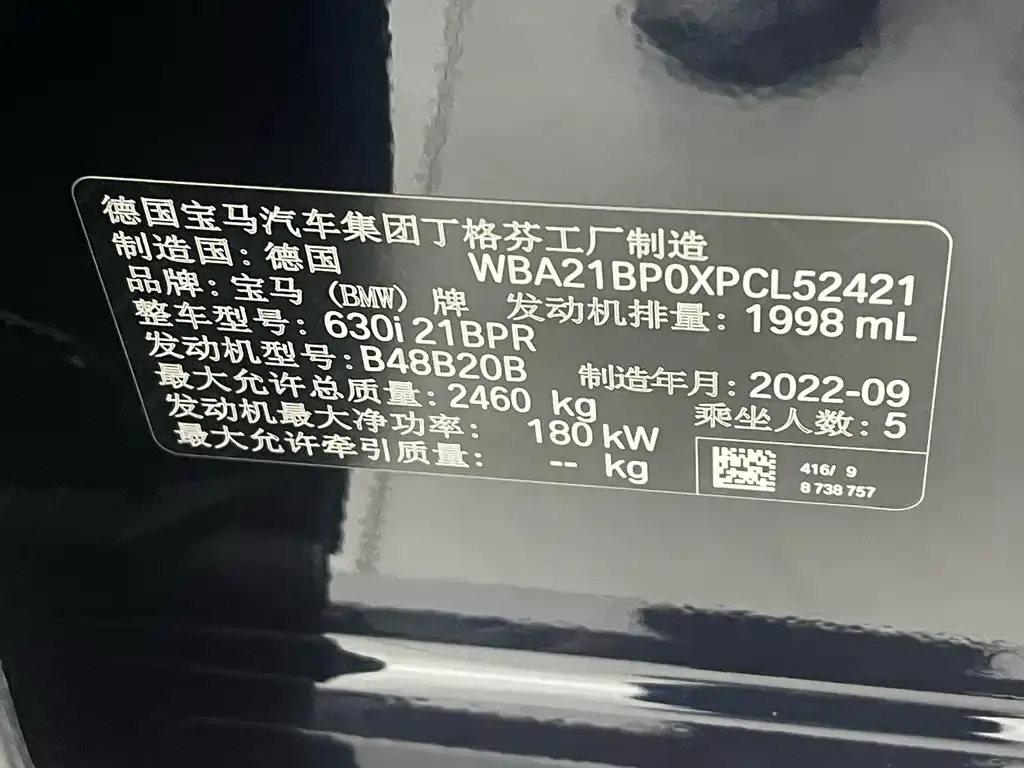 德国宝马汽车集团丁格芬工厂制造
制造国：德国 WBA21BP0XPCL52421
品牌：宝马（BMW）牌 发动机排量：1998 mL
整车型号：630i 21BPR
发动机型号：B48B20B 制造年月：2022-09
最大允许总质量：2460 kg 乘坐人数：5
发动机最大净功率： 180 kW
最大允许牵引质量： -- kg
416/ 9
8 738 757